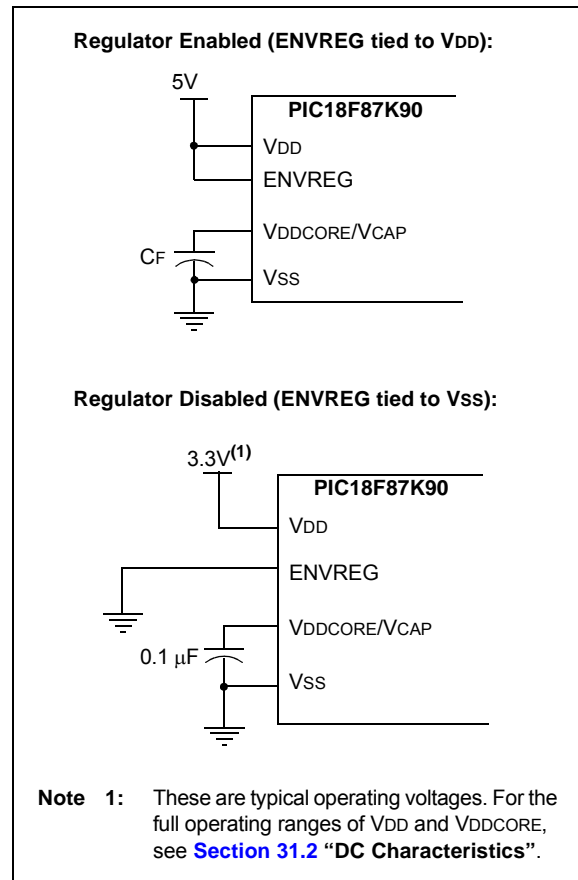 Regulator Enabled (ENVREG tied to VDD):
5V
PIC18F87K90
VDD
ENVREG
VDDCORE/VCAP
CF
VSS
Regulator Disabled (ENVREG tied to VSS):
3.3V(1)
PIC18F87K90
VDD
ENVREG
VDDCORE/VCAP
0.1 μF
VSS
Note 1: These are typical operating voltages. For the
full operating ranges of VDD and VDDCORE,
see Section 31.2 “DC Characteristics”.